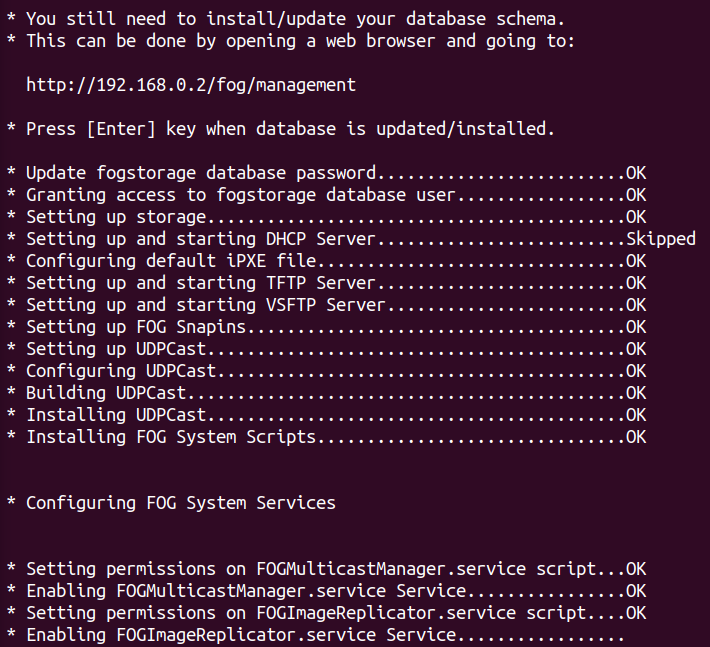 * You still need to install/update your database schema.
* This can be done by opening a web browser and going to:
http://192.168.0.2/fog/management
* Press [Enter] key when database is updated/installed.
* Update fogstorage database password.........................OK
* Granting access to fogstorage database user.................OK
* Setting up storage..........................................OK
* Setting up and starting DHCP Server.........................Skipped
* Configuring default iPXE file...............................OK
* Setting up and starting TFTP Server.........................OK
* Setting up and starting VSFTP Server........................OK
* Setting up FOG Snapins......................................OK
* Setting up UDPCast..........................................OK
* Configuring UDPCast.........................................OK
* Building UDPCast............................................OK
* Installing UDPCast..........................................OK
* Installing FOG System Scripts...............................OK
* Configuring FOG System Services
* Setting permissions on FOGMulticastManager.service script...OK
* Enabling FOGMulticastManager.service Service................OK
* Setting permissions on FOGImageReplicator.service script....OK
* Enabling FOGImageReplicator.service Service.................